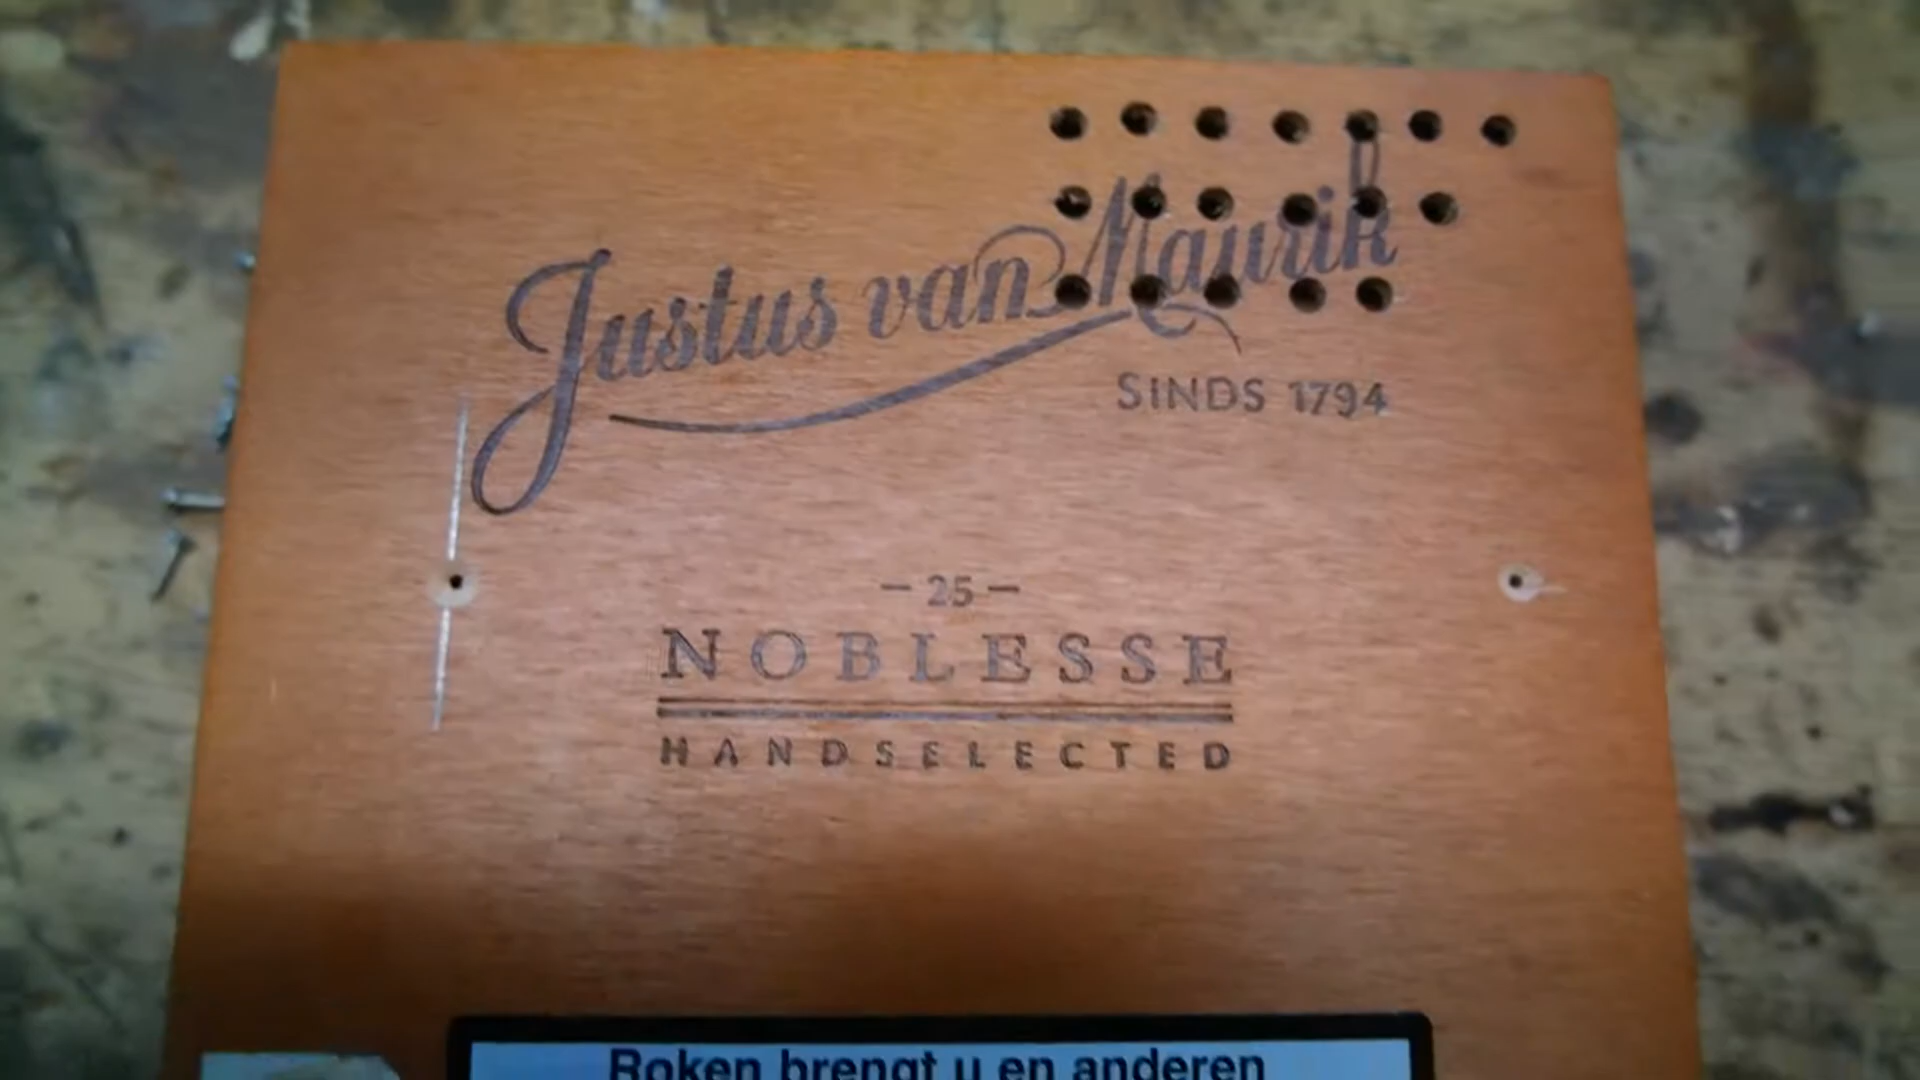 Justus van Maurik
SINDS 1794
– 25 –
NOBLESSE
HANDSELECTED
Roken brengt u en anderen